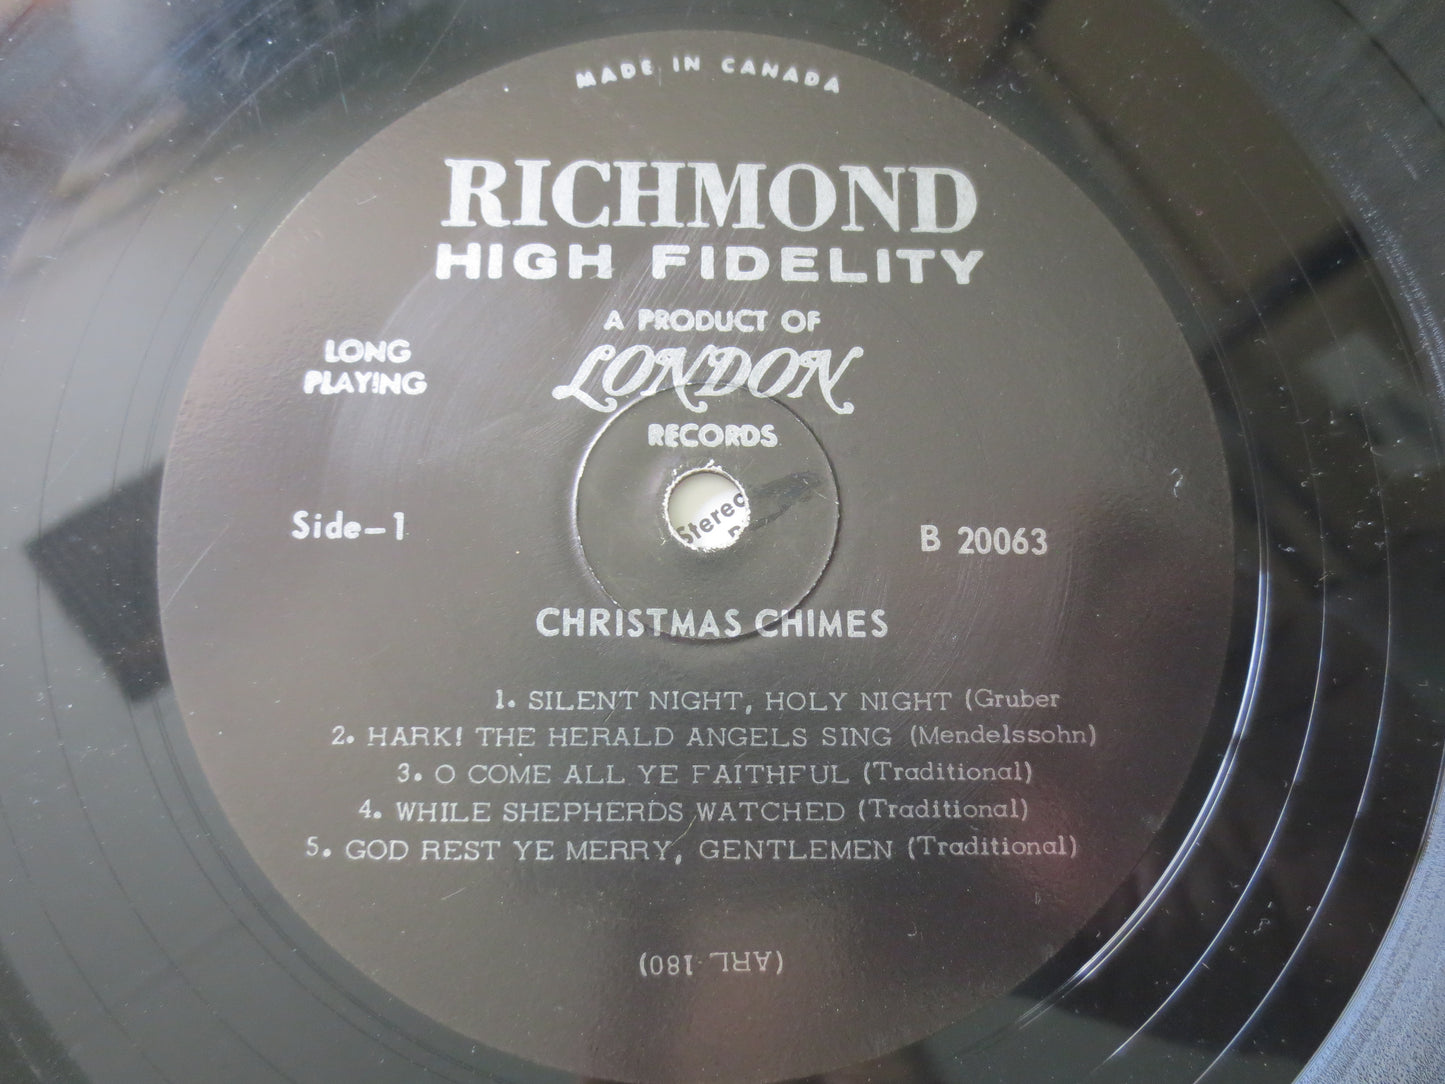 MADE IN CANADA
RICHMOND
HIGH FIDELITY
A PRODUCT OF
LONDON
RECORDS
LONG
PLAYING
Side-1
Stereo
B 20063
CHRISTMAS CHIMES
1. SILENT NIGHT, HOLY NIGHT (Gruber
2. HARK! THE HERALD ANGELS SING (Mendelssohn)
3. O COME ALL YE FAITHFUL (Traditional)
4. WHILE SHEPHERDS WATCHED (Traditional)
5. GOD REST YE MERRY, GENTLEMEN (Traditional)
(ARL 180)